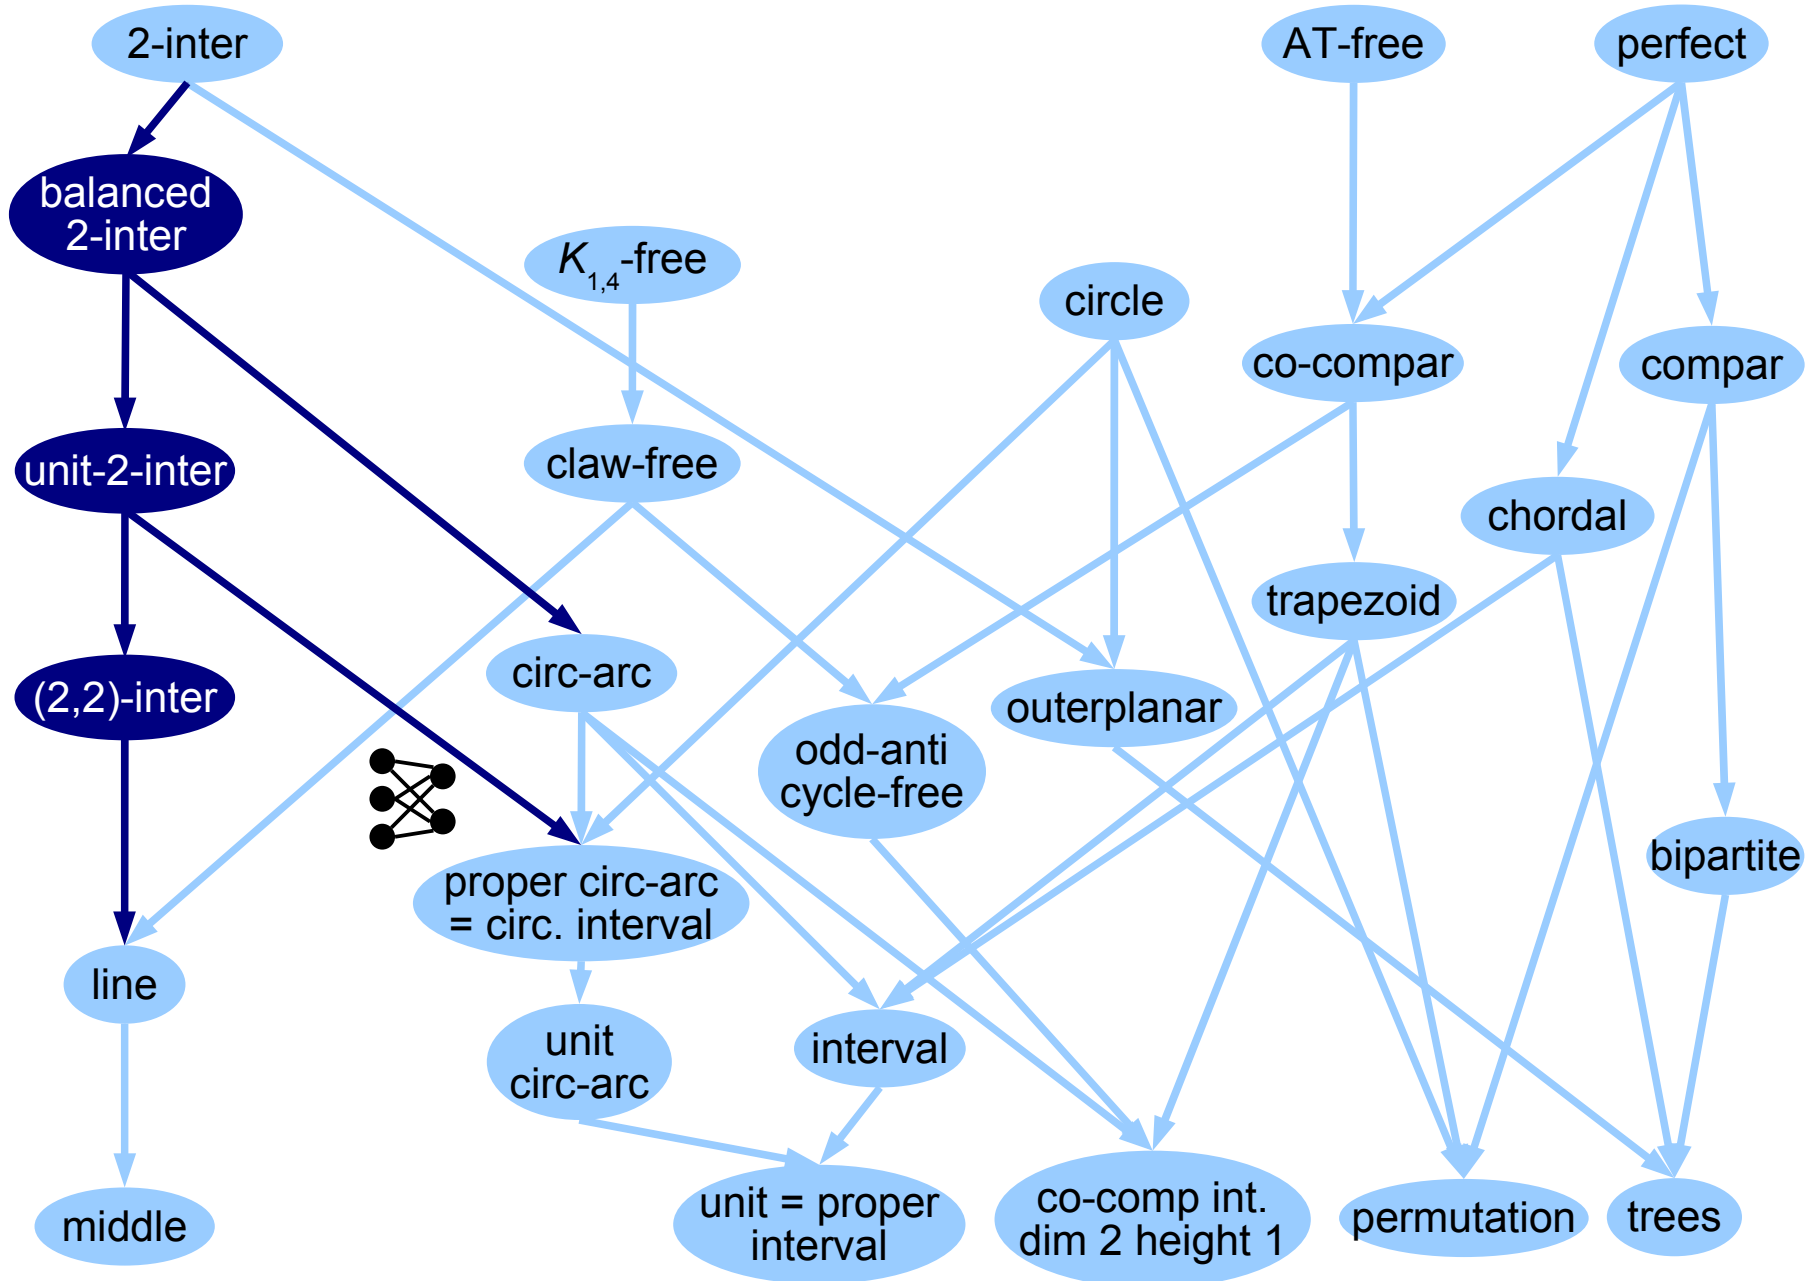 2-inter
AT-free
perfect
balanced
2-inter
K1,4-free
circle
co-compar
compar
unit-2-inter
claw-free
chordal
trapezoid
circ-arc
(2,2)-inter
outerplanar
odd-anti
cycle-free
bipartite
proper circ-arc
= circ. interval
line
unit
circ-arc
interval
middle
unit = proper
interval
co-comp int.
dim 2 height 1
permutation
trees